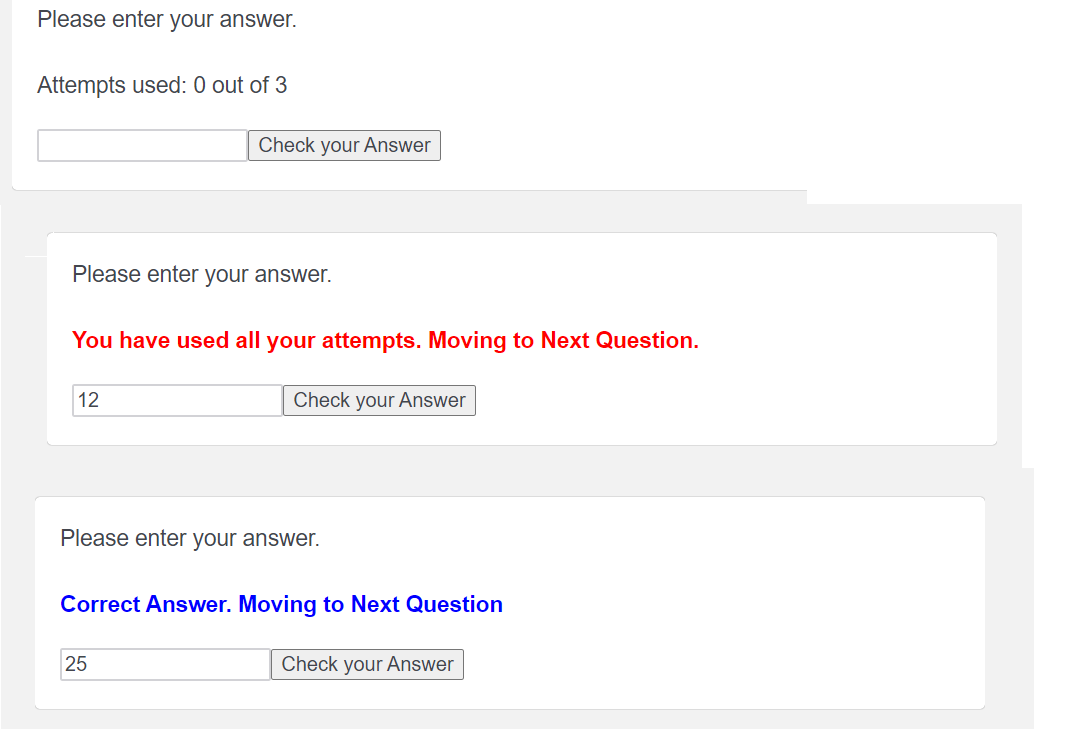 Please enter your answer.
Attempts used: 0 out of 3
Check your Answer
Please enter your answer.
You have used all your attempts. Moving to Next Question.
12 Check your Answer
Please enter your answer.
Correct Answer. Moving to Next Question
25 Check your Answer